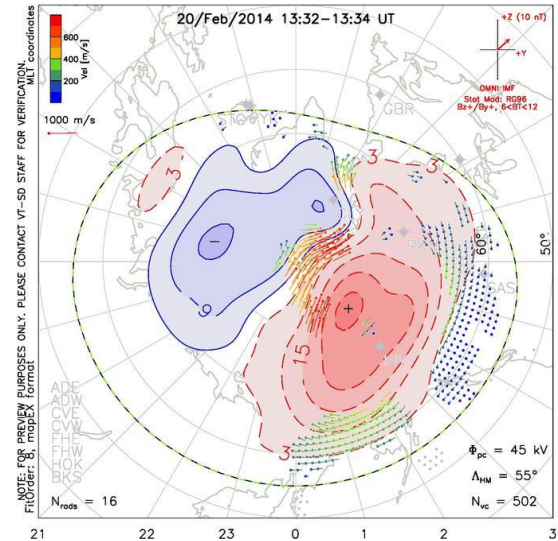 20/Feb/2014 13:32-13:34 UT
NOTE: FOR PREVIEW PURPOSES ONLY. PLEASE CONTACT VT-SD STAFF FOR VERIFICATION.
FitOrder: 8, mapEX format
MLT coordinates
Vel [m/s]
600
400
200
1000 m/s
+Z (10 nT)
+Y
OMNI IMF
Stat Mod: RG96
Bz+/By+, 6<BT<12
GBR
3
3
3
60°
50°
SAS
-
9
+
15
3
ADE
ADW
CVE
CVW
FHE
FHW
HOK
BKS
Nrods = 16
Φpc = 45 kV
ΛHM = 55°
Nvc = 502
21
22
23
0
1
2
3